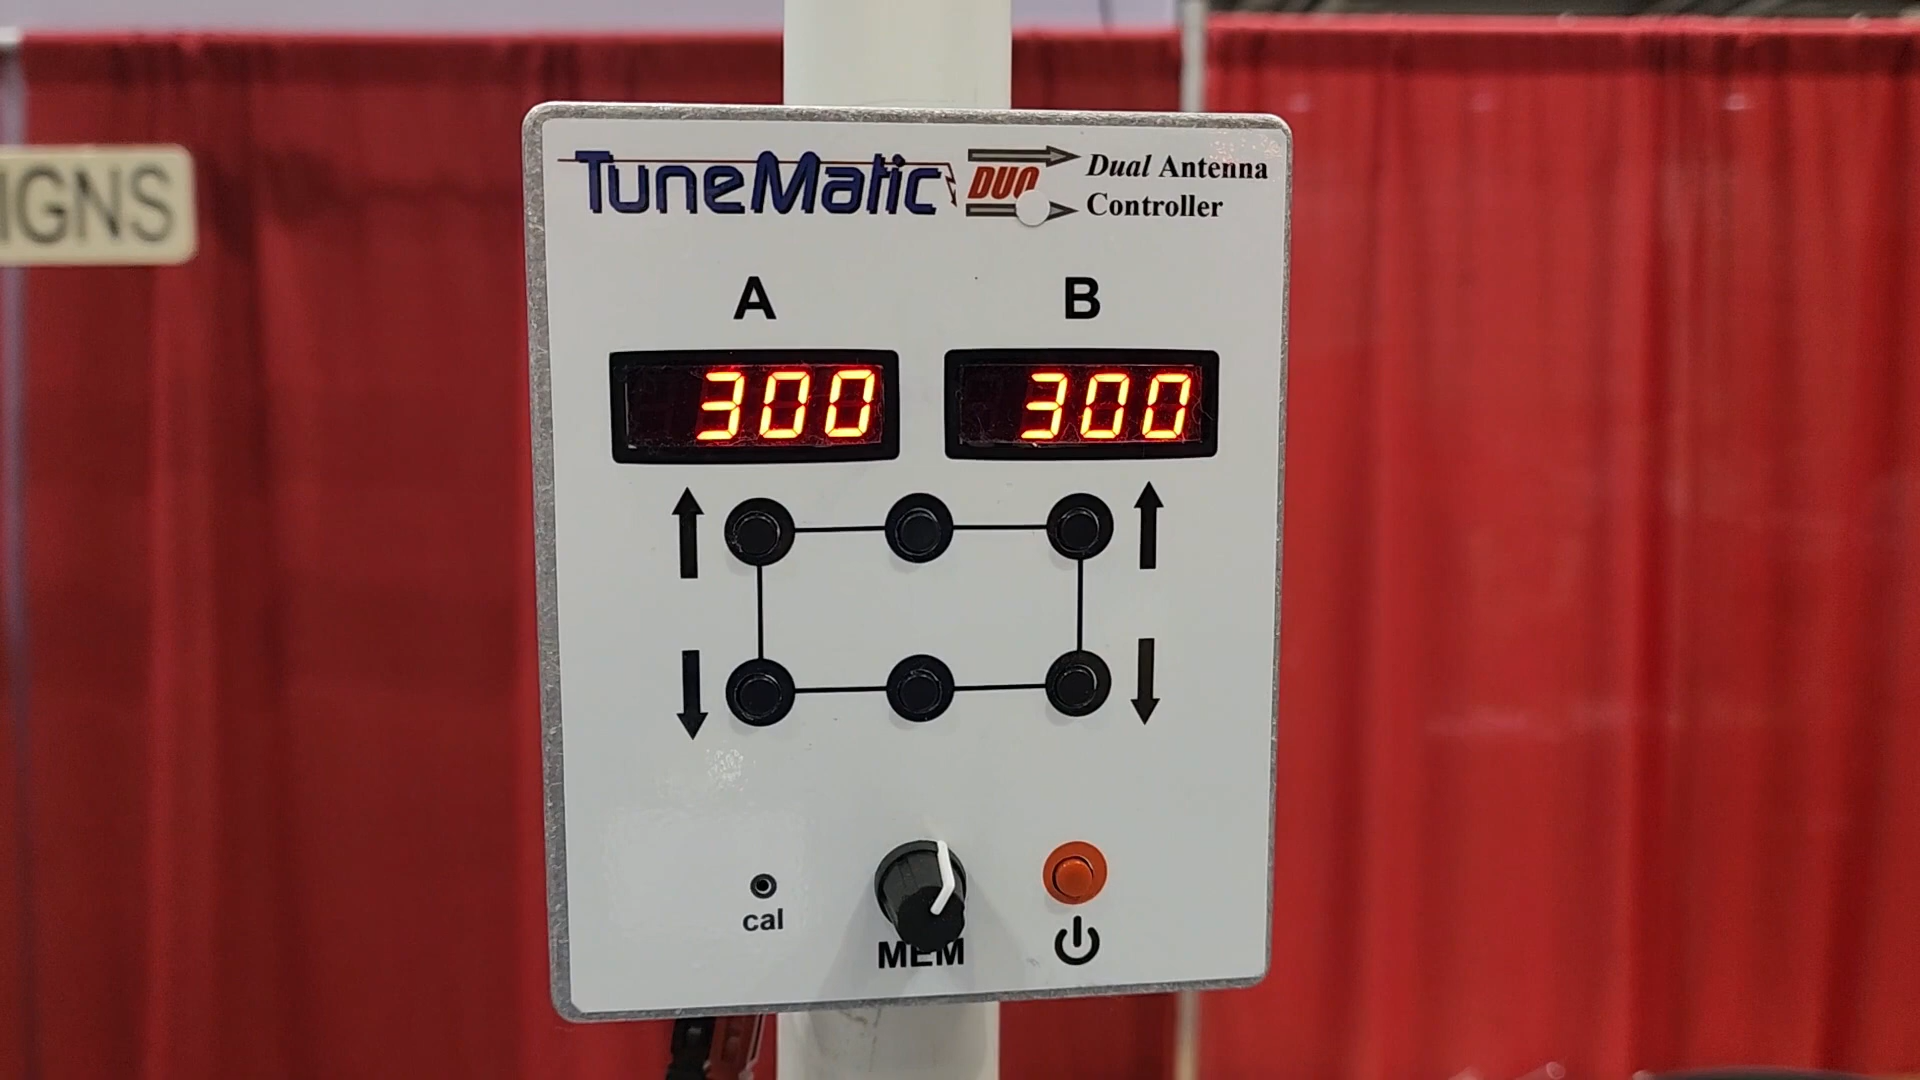 IGNS
TuneMatic DUO Dual Antenna
Controller
A B
300 300
cal
MEM